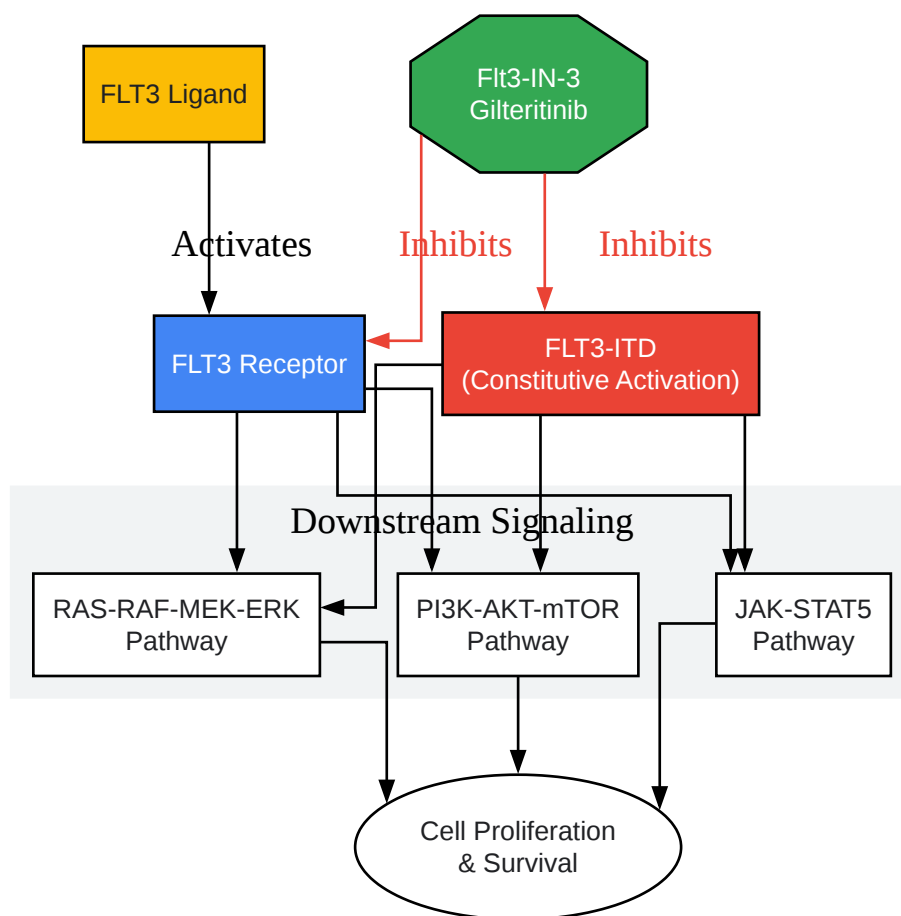 FLT3 Ligand
Flt3-IN-3
Gilteritinib
Activates
Inhibits
Inhibits
FLT3 Receptor
FLT3-ITD
(Constitutive Activation)
Downstream Signaling
RAS-RAF-MEK-ERK
Pathway
PI3K-AKT-mTOR
Pathway
JAK-STAT5
Pathway
Cell Proliferation
& Survival